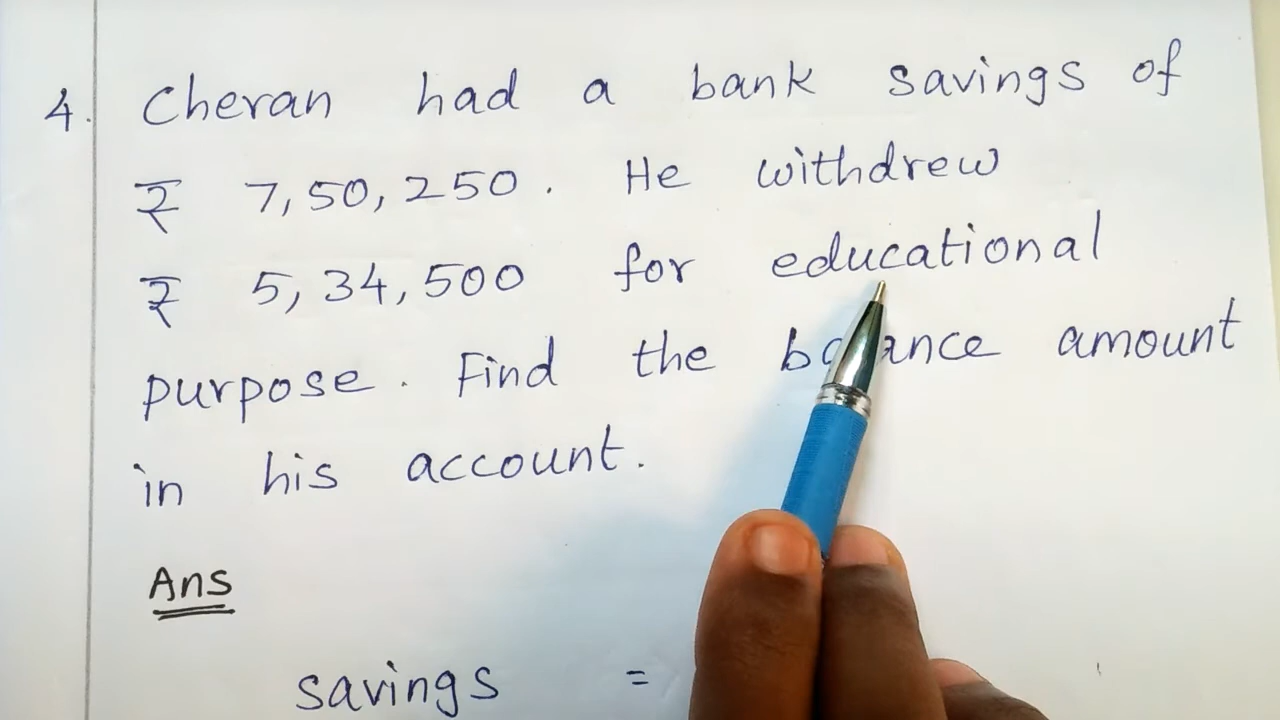 4. Cheran had a bank savings of
₹ 7,50,250. He withdrew
₹ 5,34,500 for educational
purpose. Find the amount
in his account.
Ans
savings =